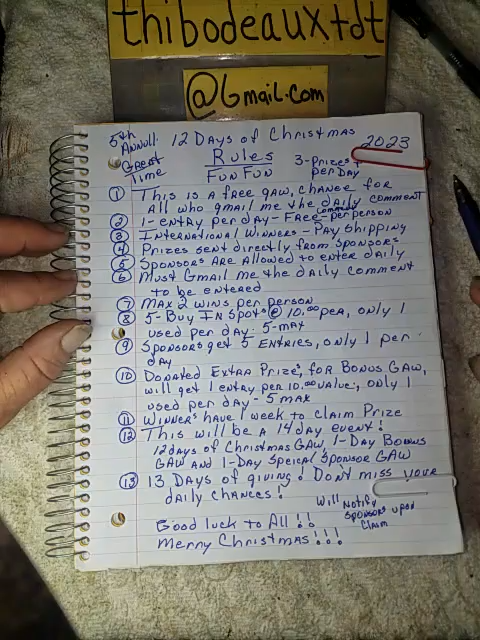 thibodeauxtdt
@Gmail.com
5th Annull 12 Days of Christmas 2023
Great Time Rules 3-Prizes + per Day
Fun Fun
① This is a free GAW, chance for
All who gmail me the daily comment
② 1-entry per day - Free comment per person
③ International Winners - Pay Shipping
④ Prizes sent directly from Sponsors
⑤ Sponsors are Allowed to enter daily
⑥ Must Gmail me the daily comment
to be entered
⑦ Max 2 wins per person
⑧ 5-Buy In Spots @ 10.00 pea, only 1
used per day. 5-max
⑨ Sponsors get 5 Entries, only 1 per
day
⑩ Donated Extra Prize's, for Bonus GAW,
will get 1 entry per 10.00 value, only 1
used per day - 5 max
⑪ Winner's have 1 week to claim Prize
⑫ This will be a 14 day event!
12 days of Christmas GAW, 1-Day Bonus
GAW and 1-Day Speical Sponsor GAW
⑬ 13 Days of giving! Don't miss your
daily chances!
Will Notify
Sponsors upon
Claim
Good luck to All!!
Merry Christmas!!!